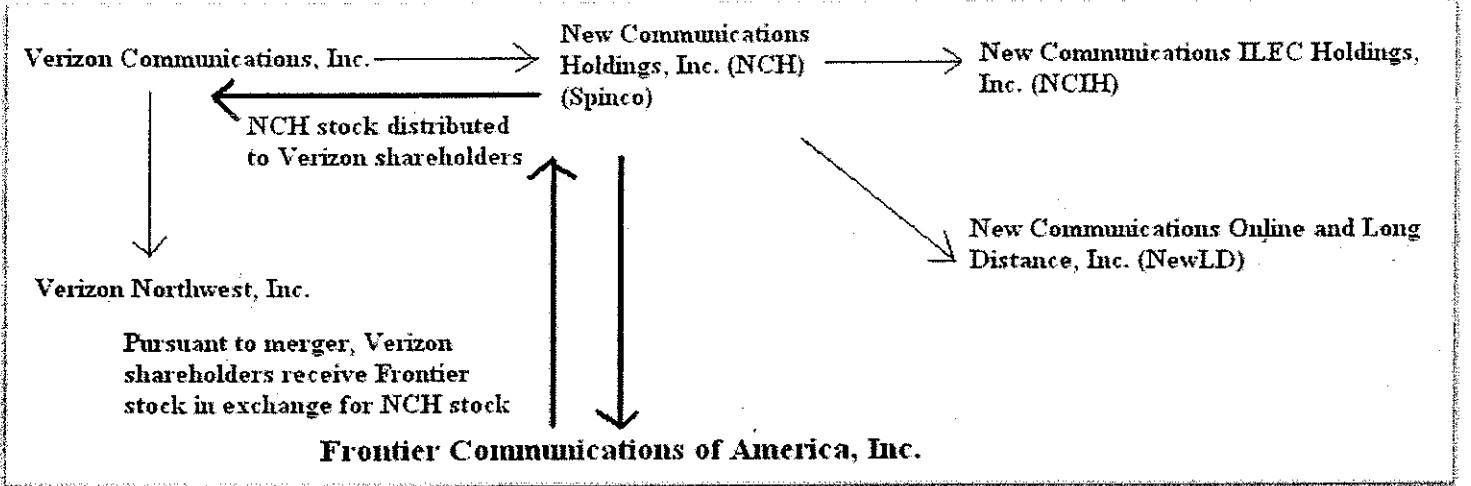 Verizon Communications, Inc.
New Communications
Holdings, Inc. (NCH)
(Spinco)
New Communications ILEC Holdings,
Inc. (NCIH)
NCH stock distributed
to Verizon shareholders
New Communications Online and Long
Distance, Inc. (NewLD)
Verizon Northwest, Inc.
Pursuant to merger, Verizon
shareholders receive Frontier
stock in exchange for NCH stock
Frontier Communications of America, Inc.